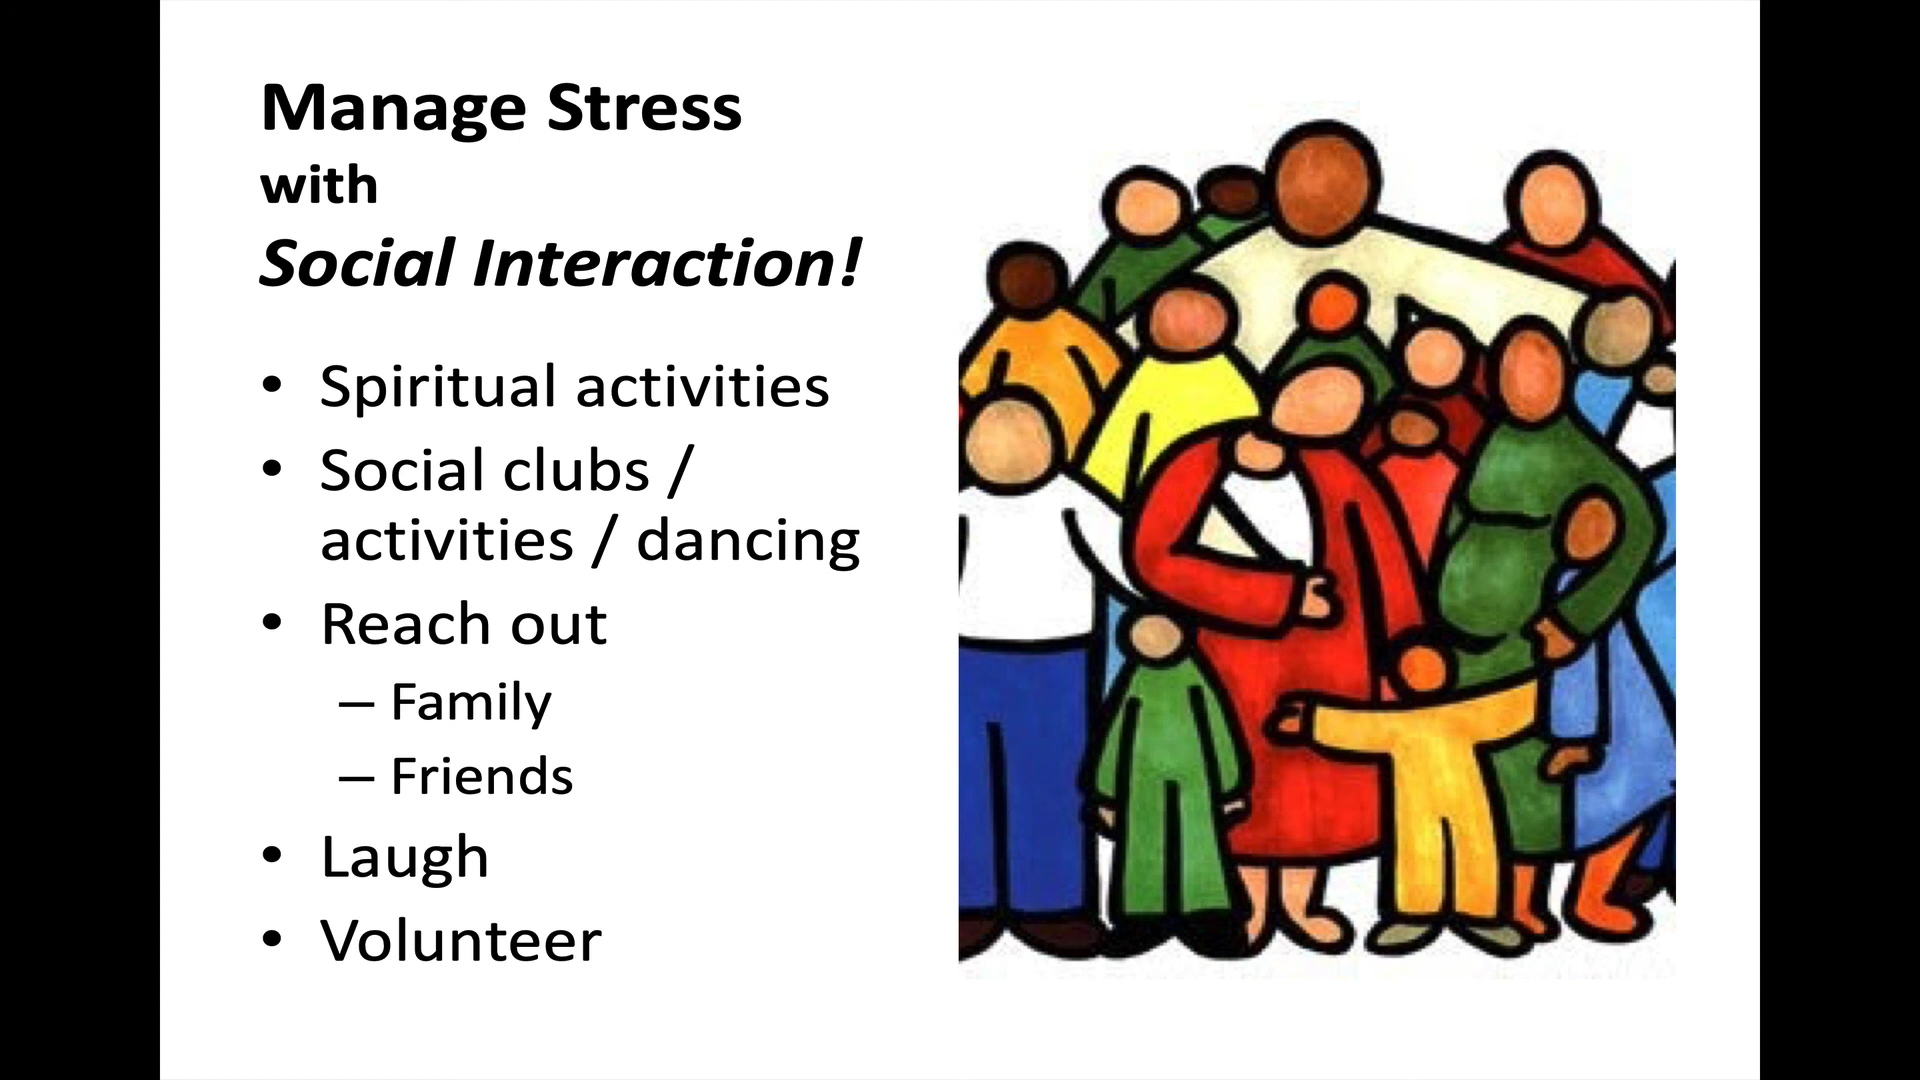 Manage Stress
with
Social Interaction!
• Spiritual activities
• Social clubs /
activities / dancing
• Reach out
– Family
– Friends
• Laugh
• Volunteer